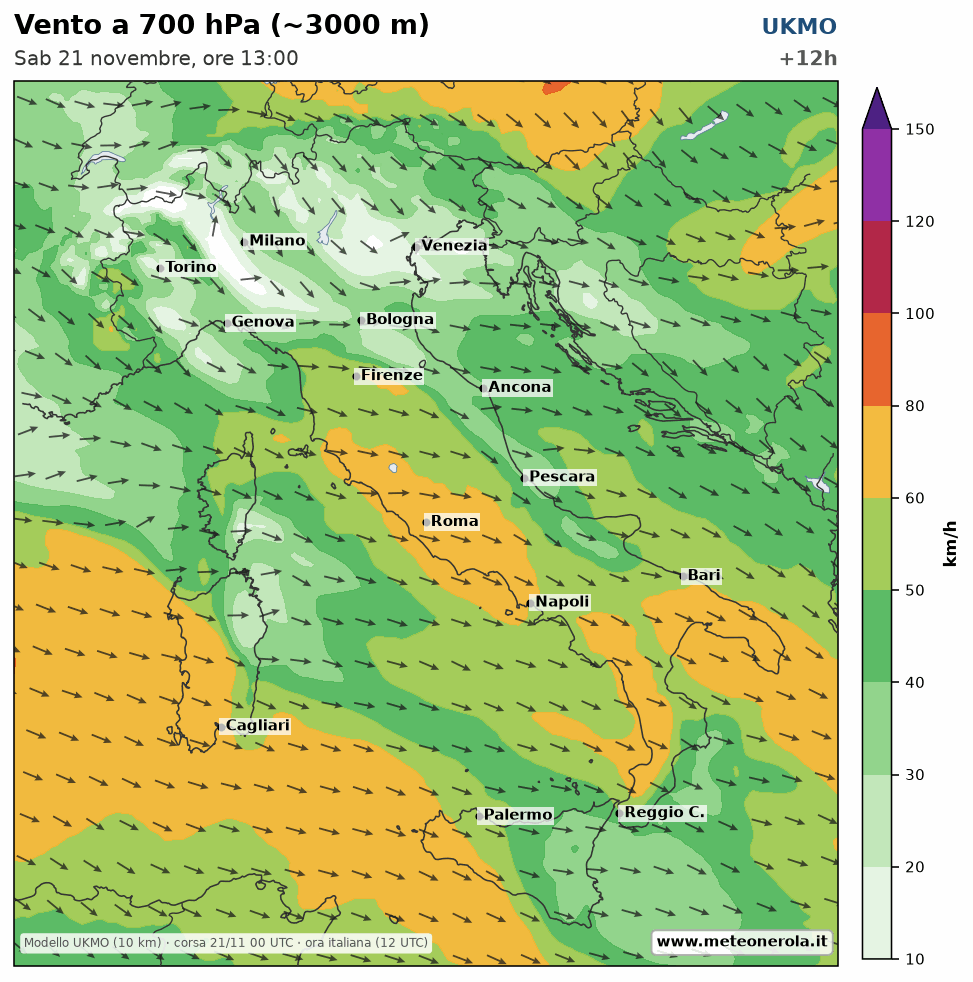 Vento a 700 hPa (~3000 m)
UKMO
Sab 21 novembre, ore 13:00
+12h
Milano
Venezia
Torino
Genova
Bologna
Firenze
Ancona
Pescara
Roma
Bari
Napoli
Cagliari
Palermo
Reggio C.
150
120
100
80
60
50
40
30
20
10
km/h
Modello UKMO (10 km) · corsa 21/11 00 UTC · ora italiana (12 UTC)
www.meteonerola.it